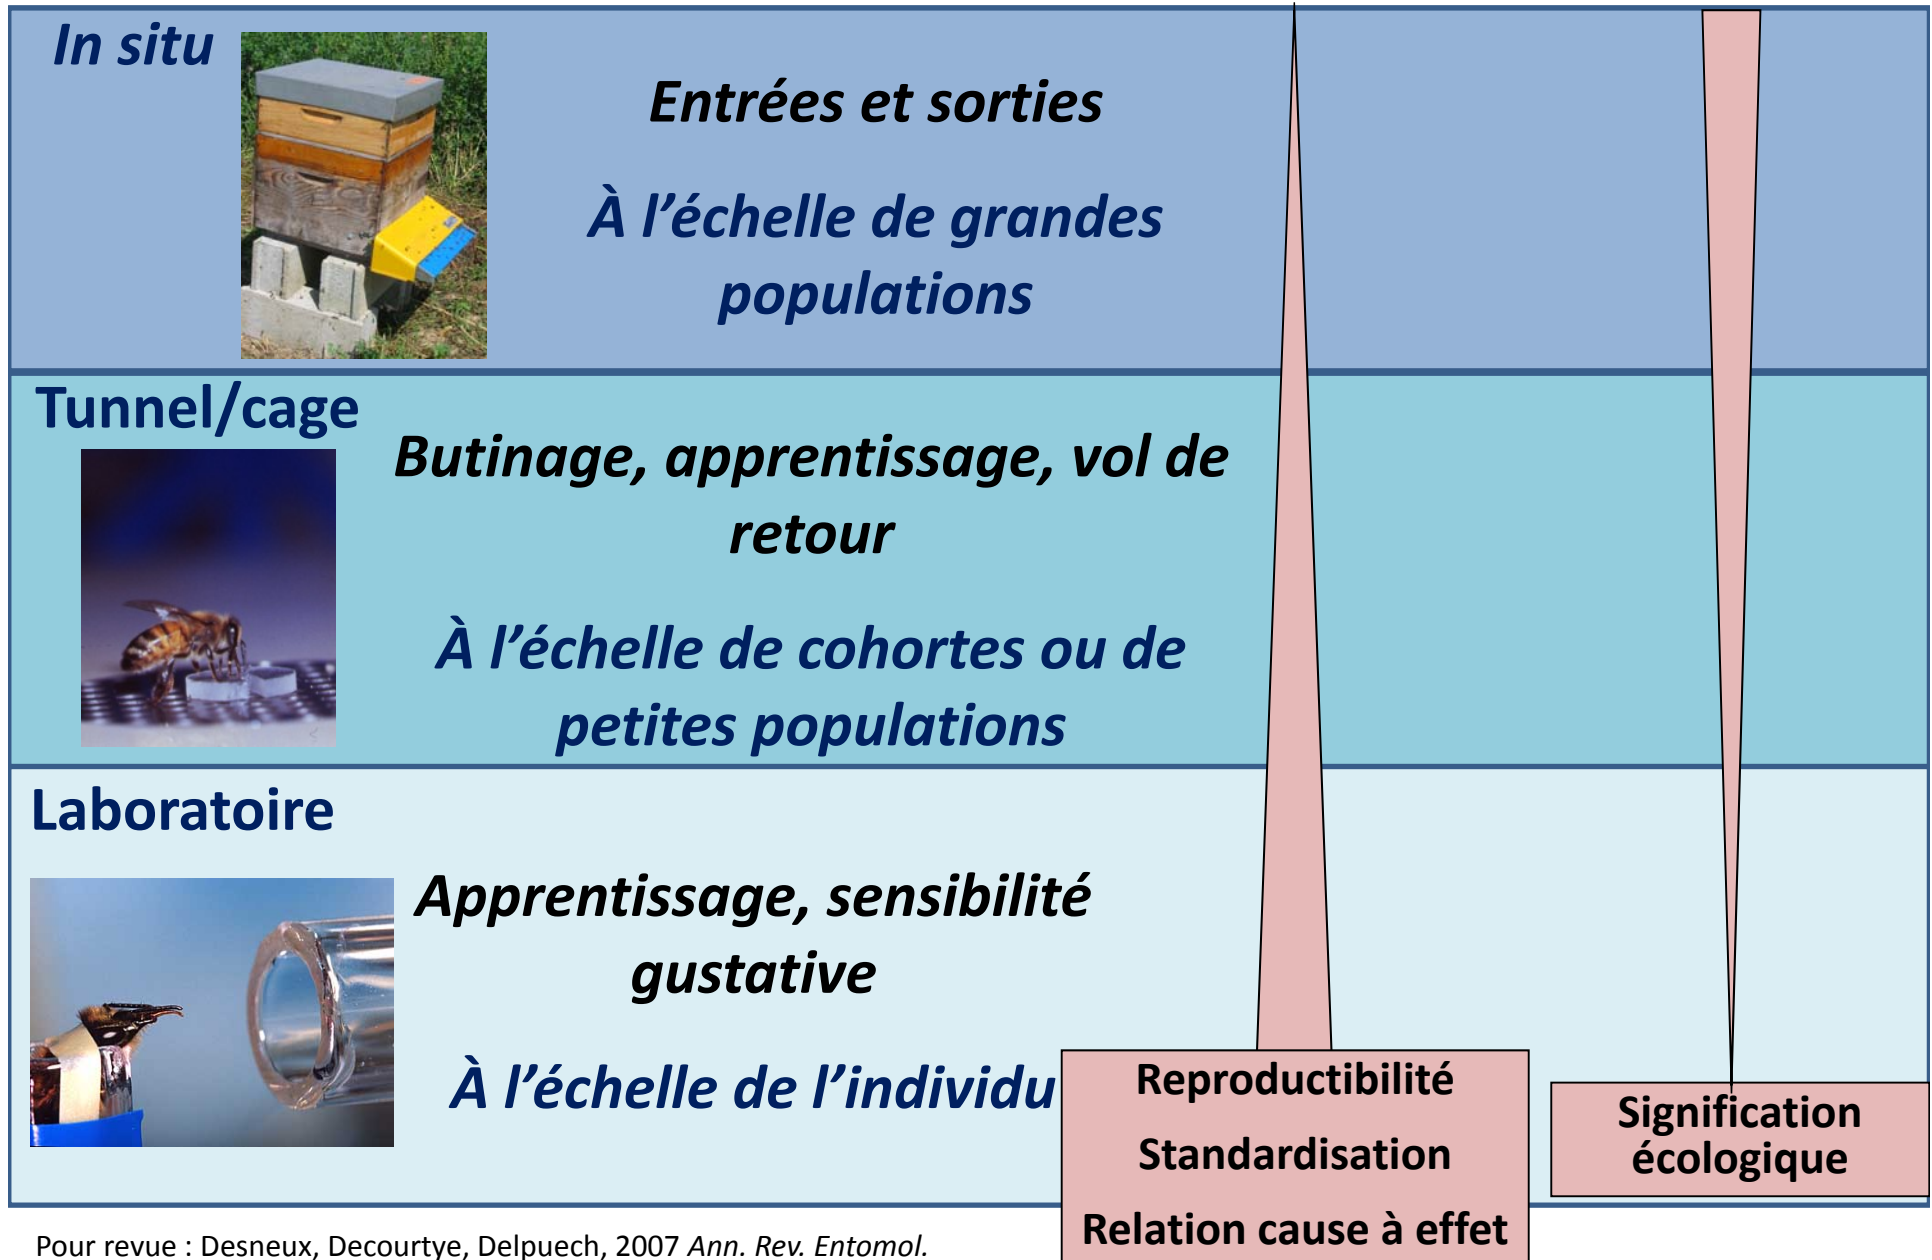 In situ
Entrées et sorties
À l’échelle de grandes
populations
Tunnel/cage
Butinage, apprentissage, vol de
retour
À l’échelle de cohortes ou de
petites populations
Laboratoire
Apprentissage, sensibilité
gustative
À l’échelle de l’individu
Reproductibilité
Standardisation
Relation cause à effet
Signification
écologique
Pour revue : Desneux, Decourtye, Delpuech, 2007 Ann. Rev. Entomol.